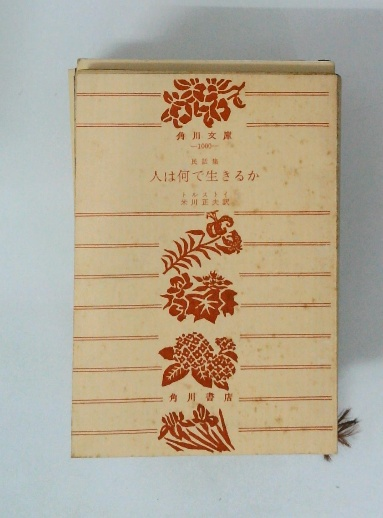 角川文庫
—1090—
民話集
人は何で生きるか
トルストイ
米川正夫訳
角川書店